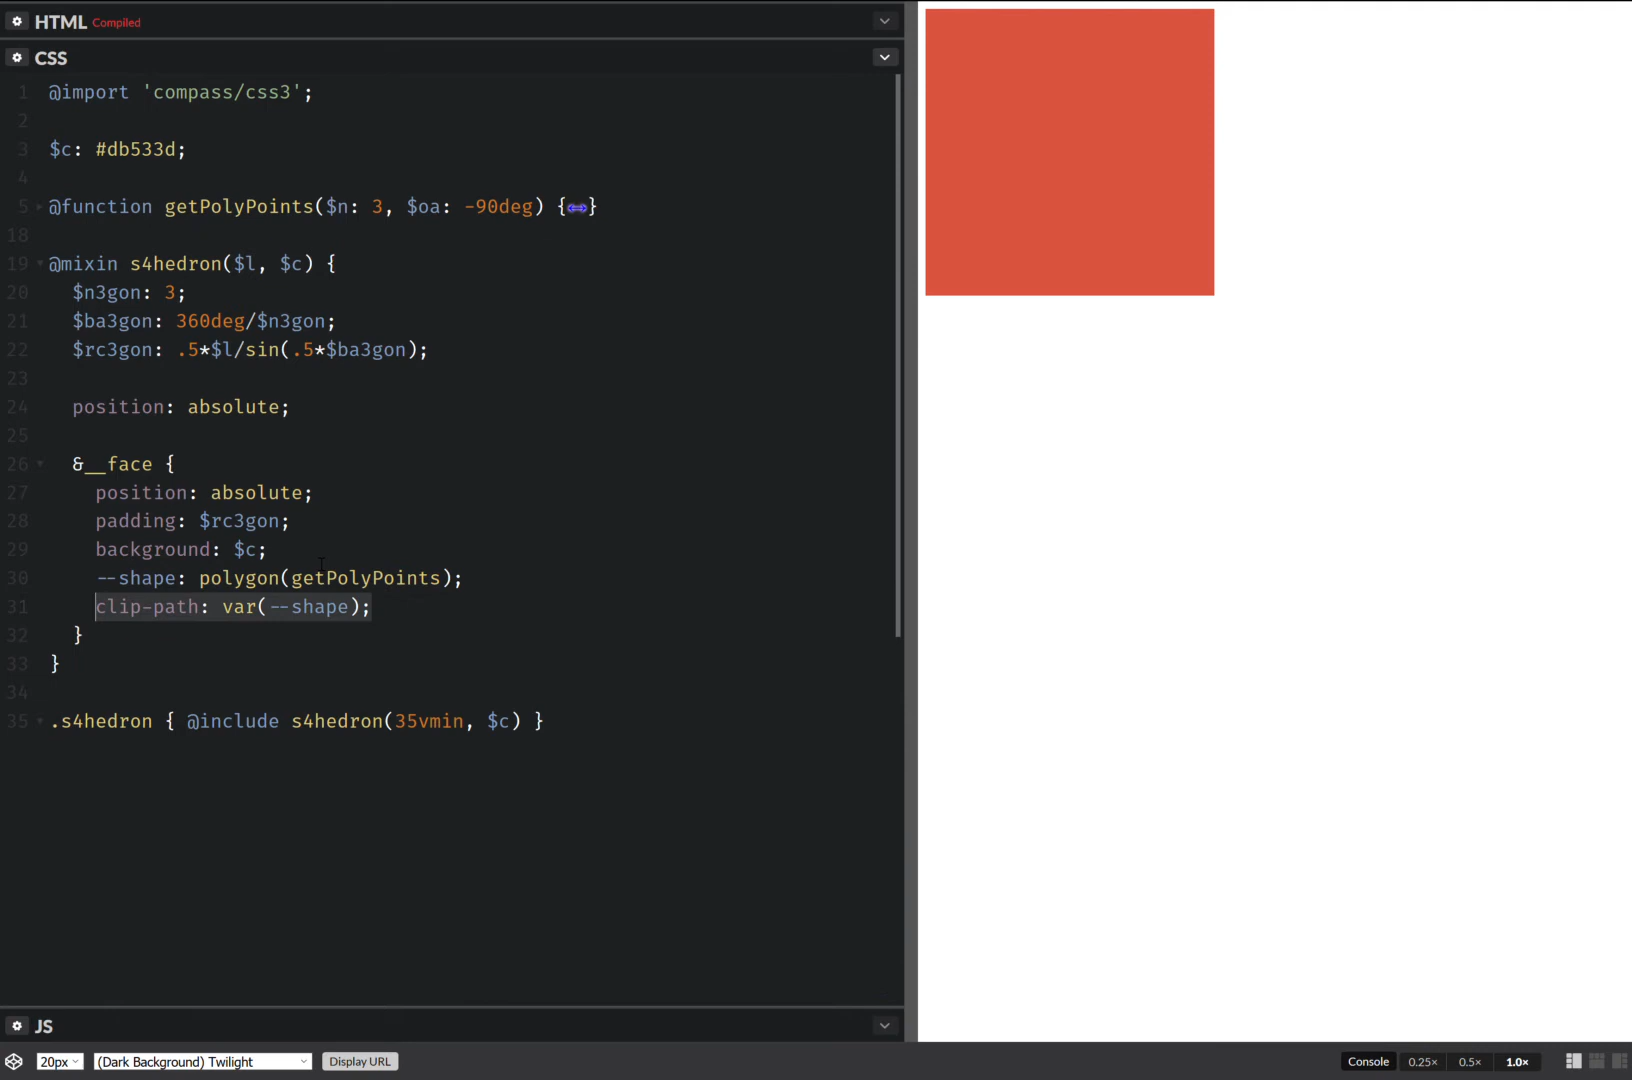 HTML Compiled
CSS
1 @import 'compass/css3';
2
3 $c: #db533d;
4
5 @function getPolyPoints($n: 3, $oa: -90deg) {↔}
18
19 @mixin s4hedron($l, $c) {
20 $n3gon: 3;
21 $ba3gon: 360deg/$n3gon;
22 $rc3gon: .5*$l/sin(.5*$ba3gon);
23
24 position: absolute;
25
26 &__face {
27 position: absolute;
28 padding: $rc3gon;
29 background: $c;
30 --shape: polygon(getPolyPoints);
31 clip-path: var(--shape);
32 }
33 }
34
35 .s4hedron { @include s4hedron(35vmin, $c) }
JS
20px (Dark Background) Twilight Display URL Console 0.25× 0.5× 1.0×